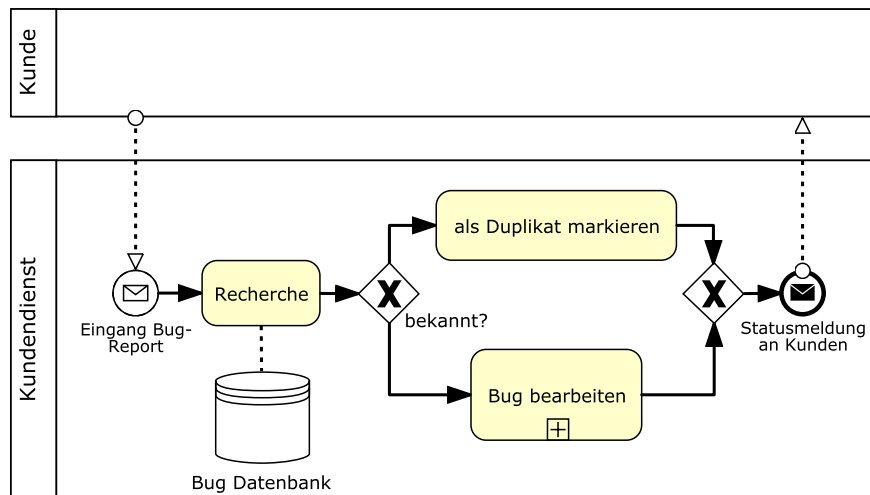 Kunde
Kundendienst
als Duplikat markieren
Recherche
Eingang Bug-
Report
bekannt?
Statusmeldung
an Kunden
Bug bearbeiten
Bug Datenbank